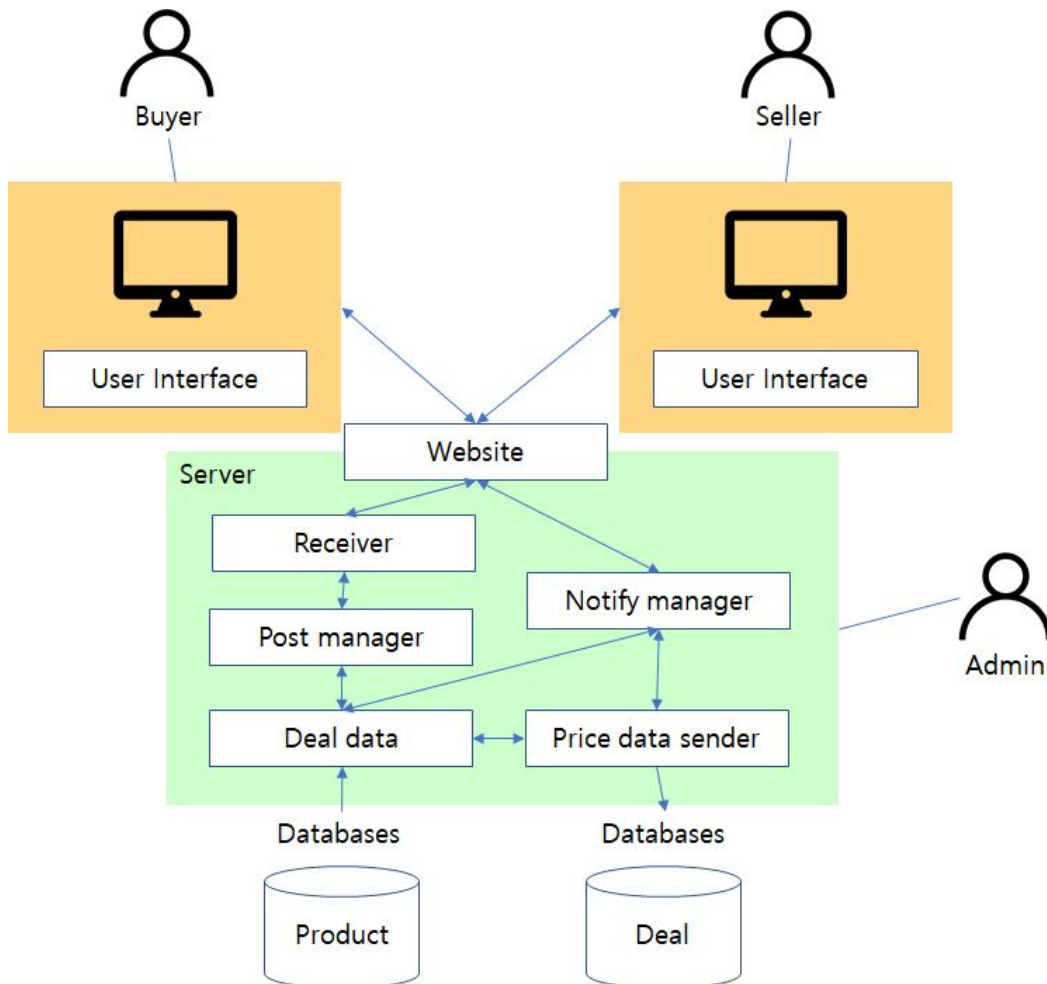 Buyer
Seller
User Interface
User Interface
Website
Server
Receiver
Notify manager
Post manager
Admin
Deal data
Price data sender
Databases
Databases
Product
Deal